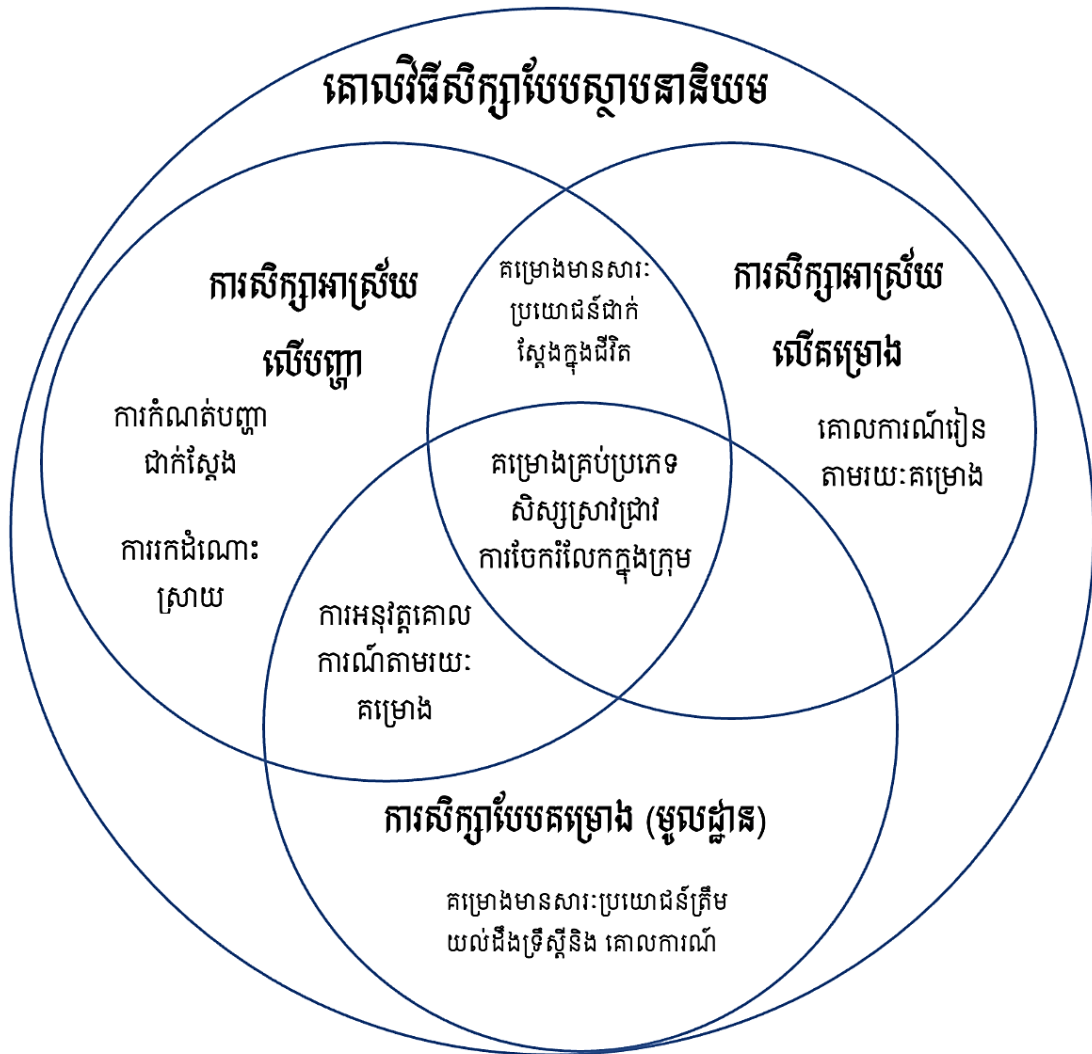 គោលវិធីសិក្សាបែបស្ថាបនានិយម
ការសិក្សាអាស្រ័យ
លើបញ្ហា
ការកំណត់បញ្ហា
ជាក់ស្តែង
ការរកដំណោះ
ស្រាយ
គម្រោងមានសារៈ
ប្រយោជន៍ជាក់
ស្តែងក្នុងជីវិត
ការសិក្សាអាស្រ័យ
លើគម្រោង
គោលការណ៍រៀន
តាមរយៈគម្រោង
គម្រោងគ្រប់ប្រភេទ
សិស្សស្រាវជ្រាវ
ការចែករំលែកក្នុងក្រុម
ការអនុវត្តគោល
ការណ៍តាមរយៈ
គម្រោង
ការសិក្សាបែបគម្រោង (មូលដ្ឋាន)
គម្រោងមានសារៈប្រយោជន៍ត្រឹម
យល់ដឹងទ្រឹស្តីនិង គោលការណ៍